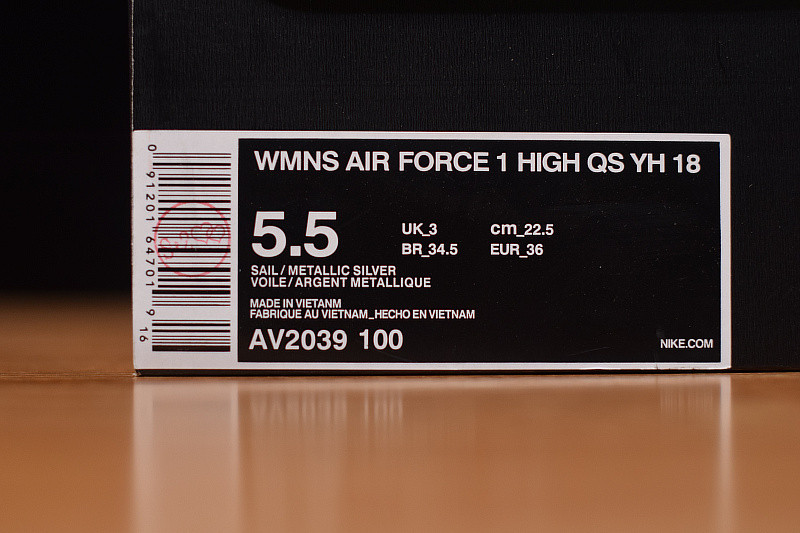 WMNS AIR FORCE 1 HIGH QS YH 18
5.5
UK_3 cm_22.5
BR_34.5 EUR_36
SAIL / METALLIC SILVER
VOILE / ARGENT METALLIQUE
MADE IN VIETANM
FABRIQUE AU VIETNAM_HECHO EN VIETNAM
AV2039 100
NIKE.COM
0 91201 64701 9 16